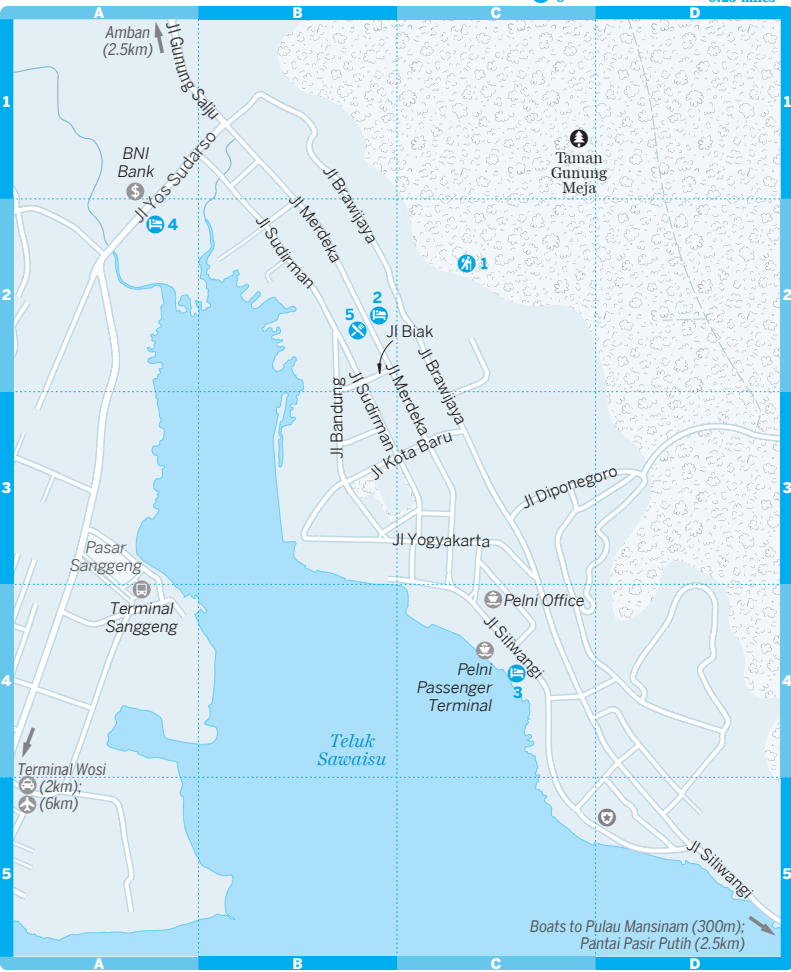 A B C D
Amban
(2.5km)
Jl Gunung Salju
1 1
BNI
Bank
$
Jl Yos Sudarso
Taman
Gunung
Meja
Jl Brawijaya
4
Jl Merdeka
Jl Sudirman
1
2 2
2
5
Jl Biak
Jl Brawijaya
Jl Merdeka
Jl Sudirman
Jl Bandung
Jl Kota Baru
3 3
Jl Diponegoro
Jl Yogyakarta
Pasar
Sanggeng
Terminal
Sanggeng
Pelni Office
Jl Siliwangi
Pelni
Passenger
Terminal
3
4 4
Teluk
Sawaisu
Terminal Wosi
(2km);
(6km)
Jl Siliwangi
5 5
Boats to Pulau Mansinam (300m);
Pantai Pasir Putih (2.5km)
A B C D